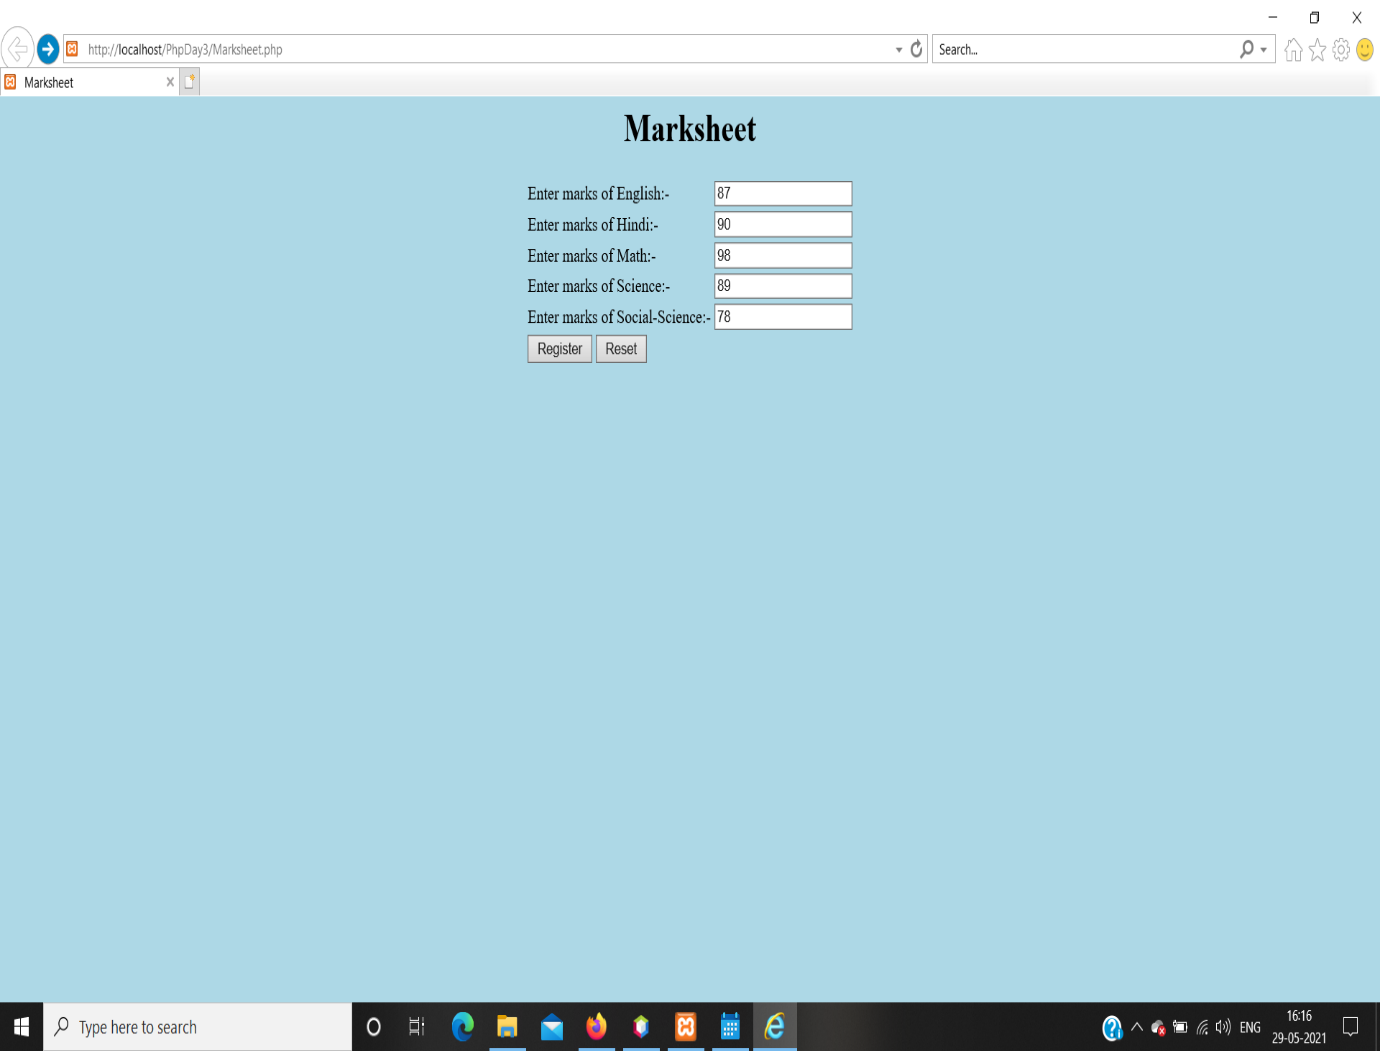 http://localhost/PhpDay3/Marksheet.php
Search...
Marksheet
Marksheet
Enter marks of English:- 87
Enter marks of Hindi:- 90
Enter marks of Math:- 98
Enter marks of Science:- 89
Enter marks of Social-Science:- 78
Register Reset
Type here to search
ENG
16:16
29-05-2021